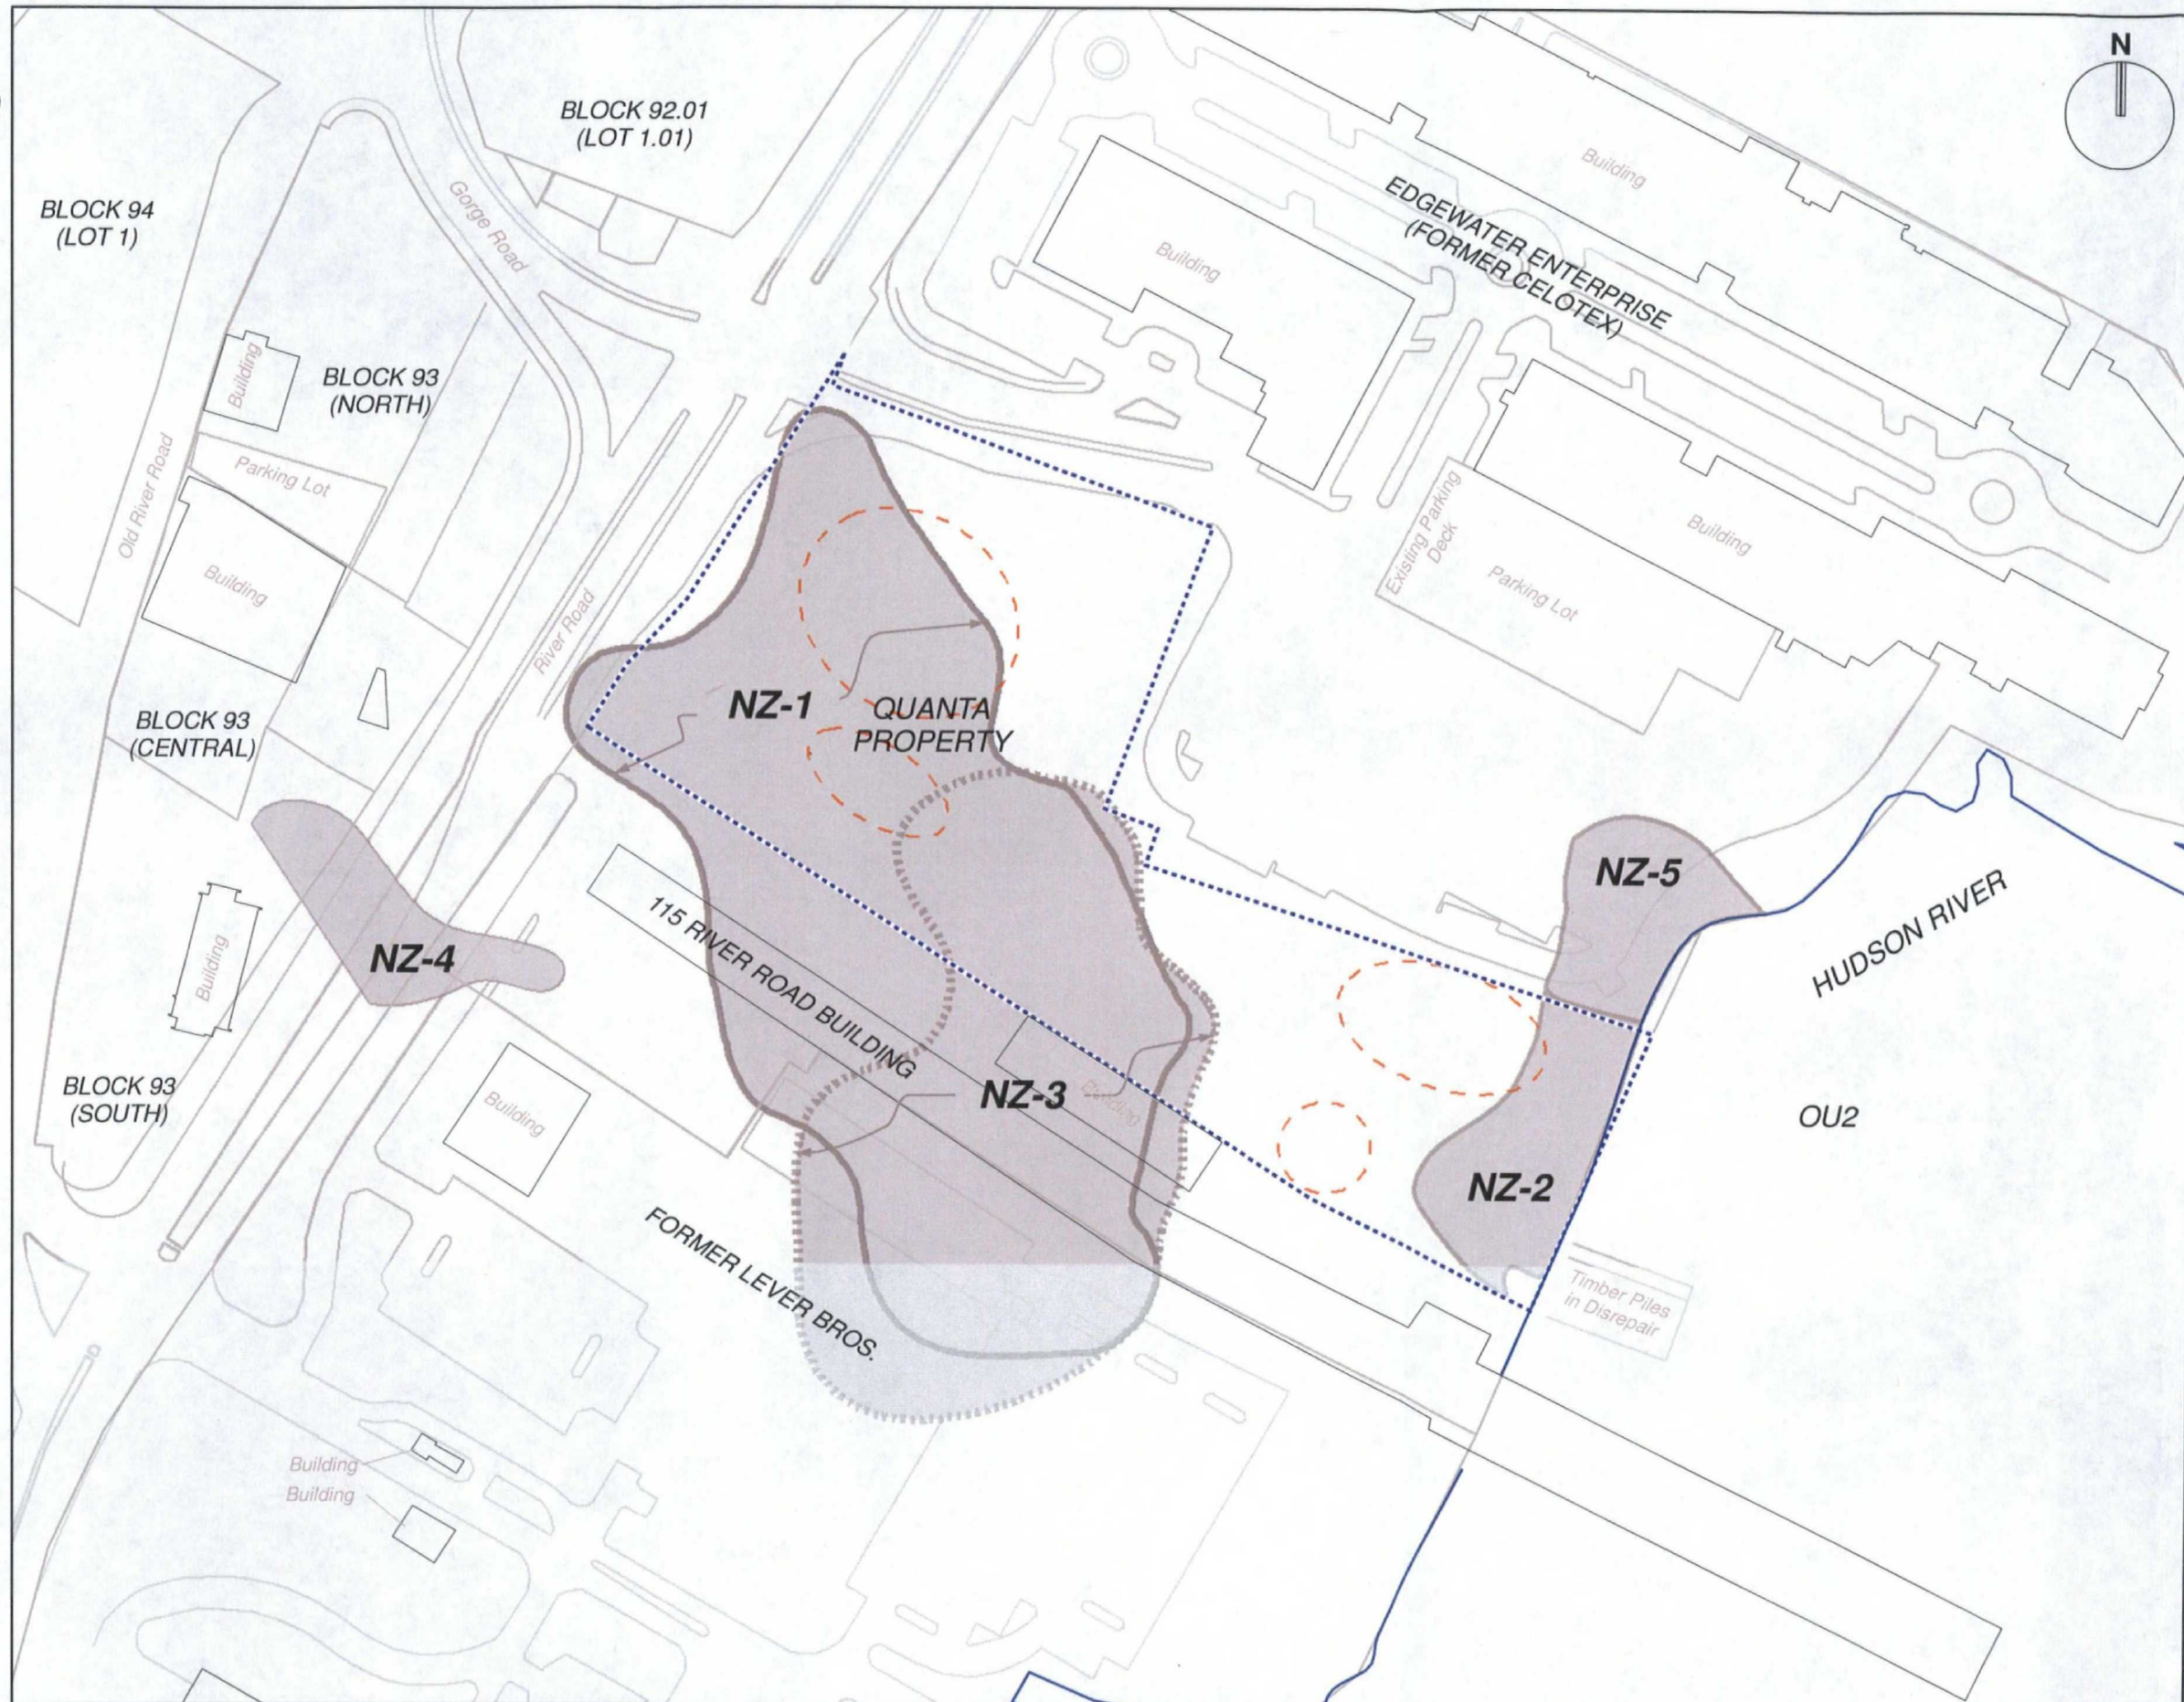 N
BLOCK 92.01
(LOT 1.01)
Building
BLOCK 94
(LOT 1)
Gorge Road
EDGEWATER ENTERPRISE
(FORMER CELOTEX)
Building
Building
BLOCK 93
(NORTH)
Parking Lot
Old River Road
Existing Parking
Deck
Building
Parking Lot
Building
River Road
NZ-1
QUANTA
PROPERTY
BLOCK 93
(CENTRAL)
NZ-5
HUDSON RIVER
115 RIVER ROAD BUILDING
NZ-4
Building
NZ-3
Building
BLOCK 93
(SOUTH)
Building
OU2
NZ-2
FORMER LEVER BROS.
Timber Piles
in Disrepair
Building
Building